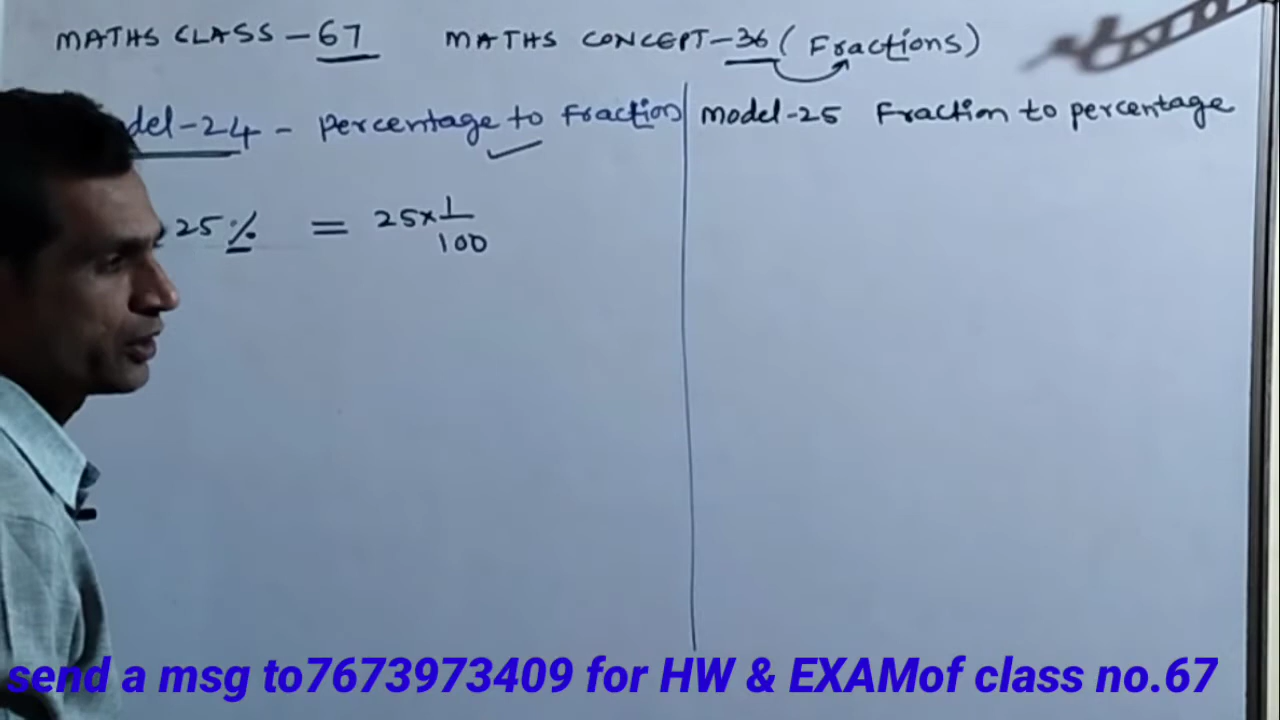 MATHS CLASS - 67 MATHS CONCEPT - 36 ( Fractions )
del - 24 - percentage to Fraction
model - 25 Fraction to percentage
25 % = 25 × 1/100
send a msg to7673973409 for HW & EXAMof class no.67